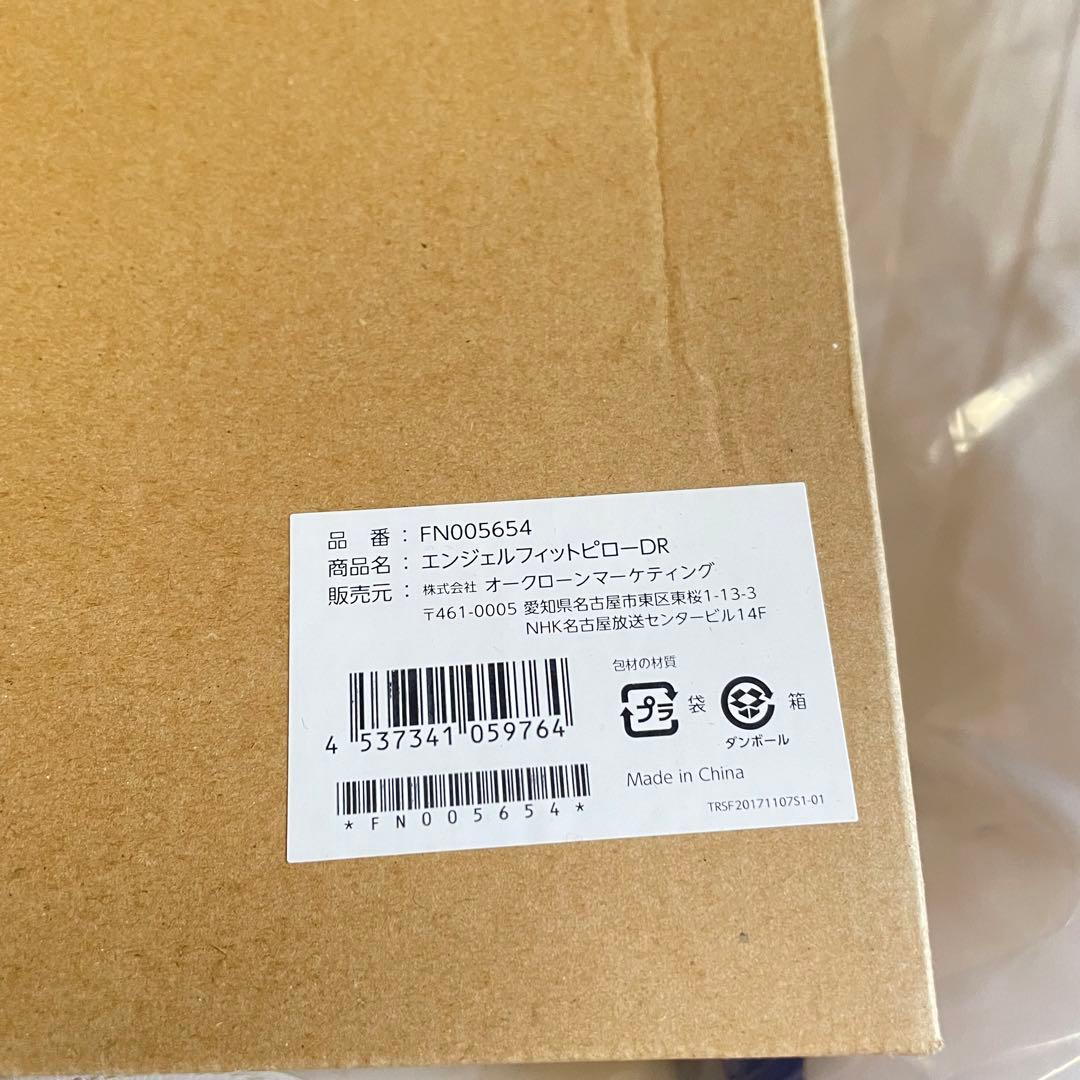 品　番：FN005654
商品名：エンジェルフィットピローDR
販売元：株式会社 オークローンマーケティング
〒461-0005 愛知県名古屋市東区東桜1-13-3
NHK名古屋放送センタービル14F
包材の材質
プラ 袋 箱
ダンボール
4 537341 059764
Made in China
*FN005654*
TRSF20171107S1-01